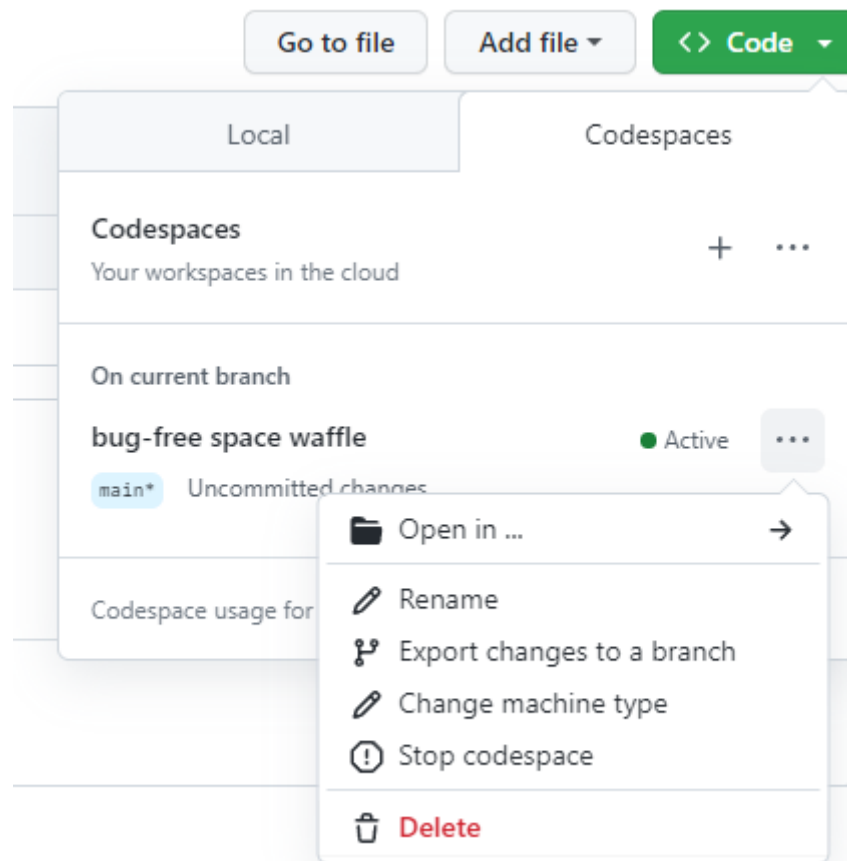 Go to file Add file <> Code
Local Codespaces
Codespaces
Your workspaces in the cloud
On current branch
bug-free space waffle Active
main* Uncommitted changes
Open in ...
Codespace usage for
Rename
Export changes to a branch
Change machine type
Stop codespace
Delete